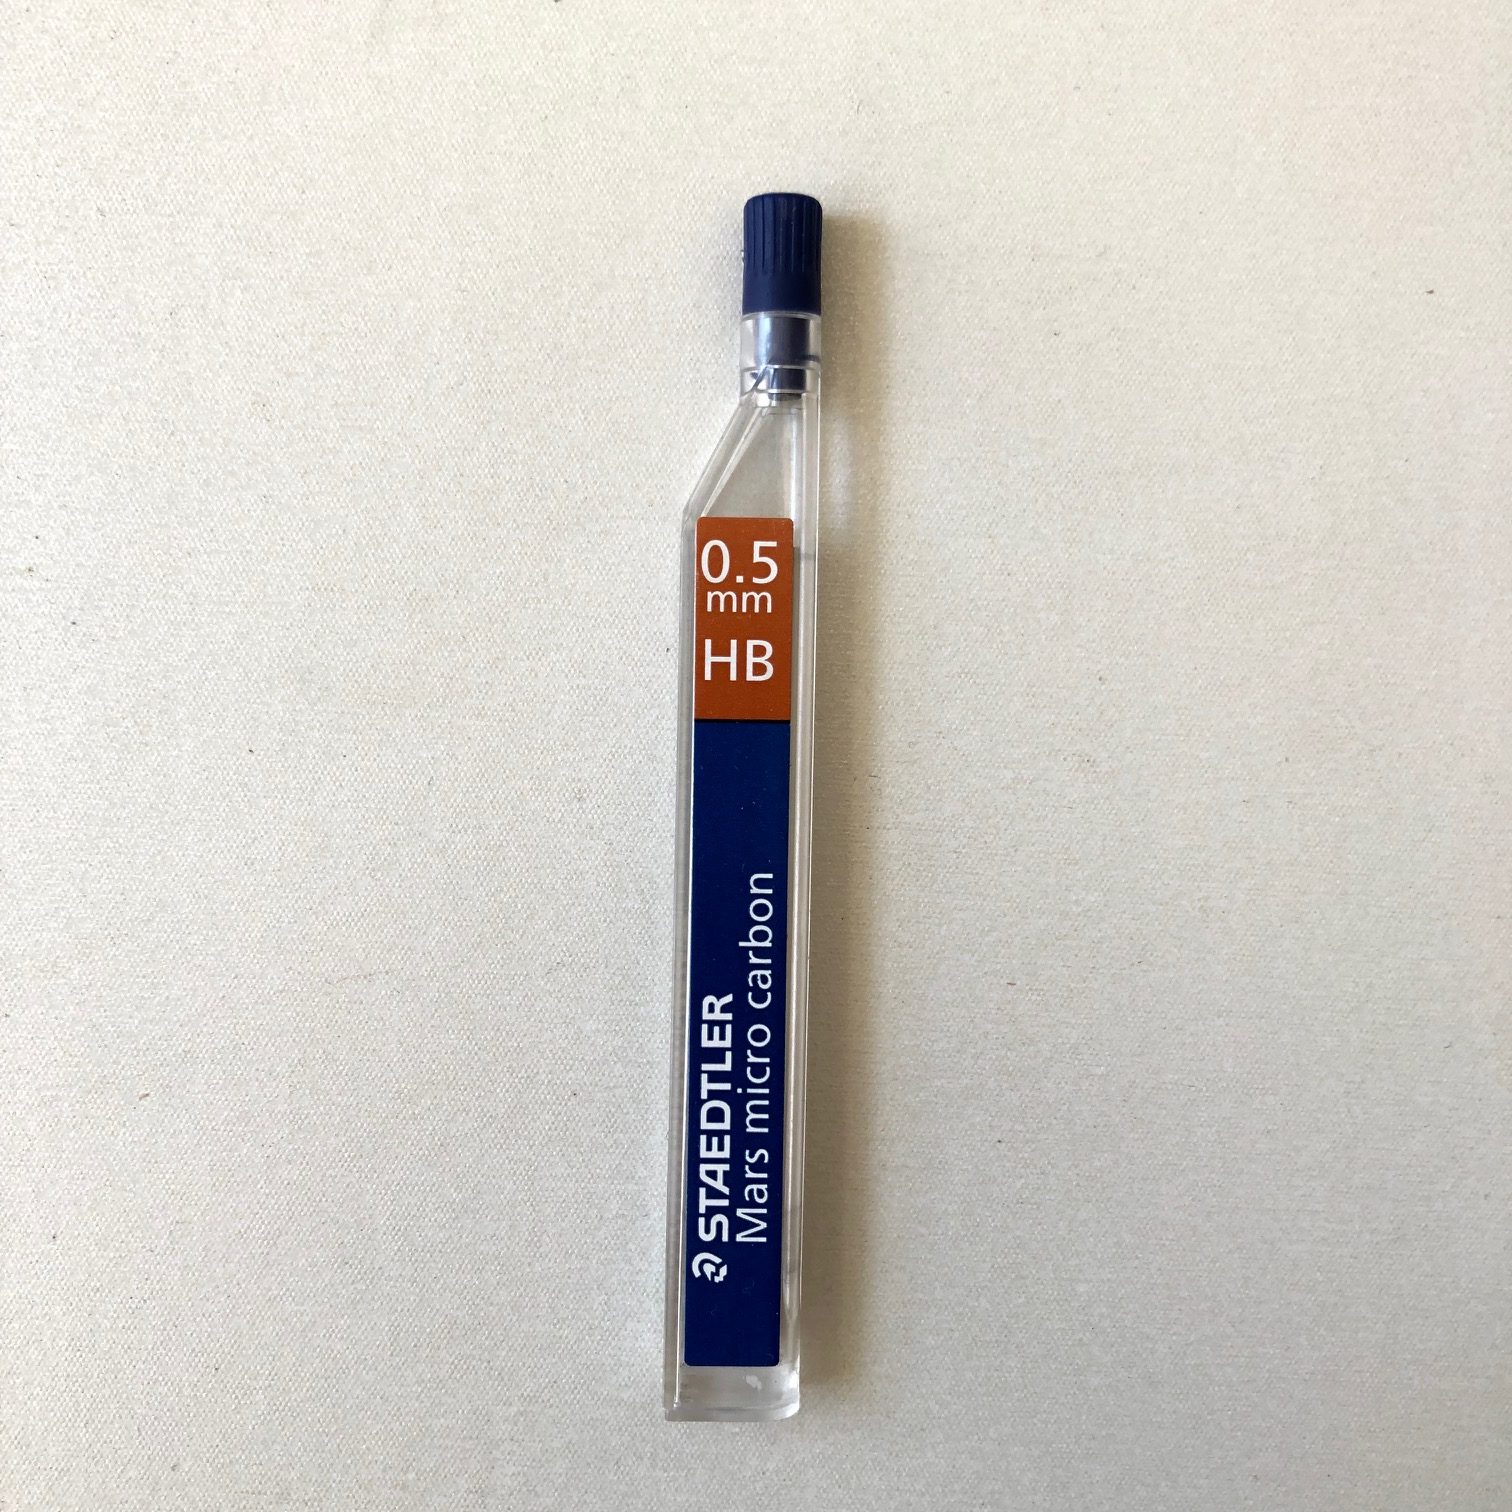 0.5
mm
HB
STAEDTLER
Mars micro carbon